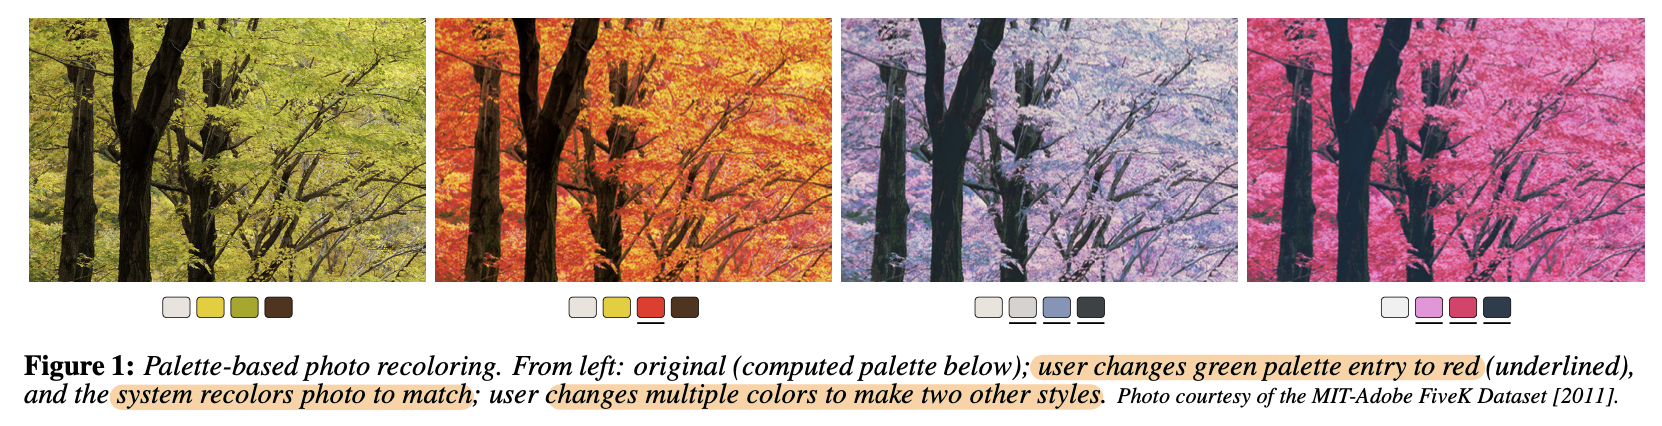 Figure 1: Palette-based photo recoloring. From left: original (computed palette below); user changes green palette entry to red (underlined),
and the system recolors photo to match; user changes multiple colors to make two other styles. Photo courtesy of the MIT-Adobe FiveK Dataset [2011].